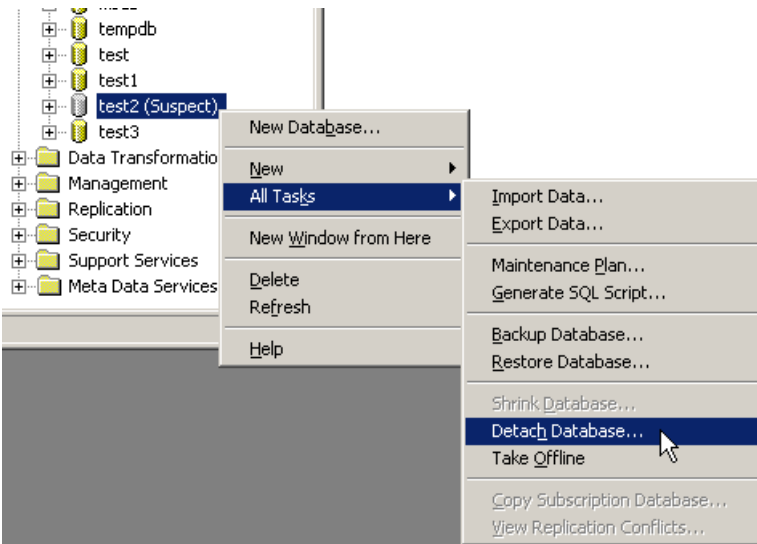 tempdb
test
test1
test2 (Suspect)
test3
Data Transformatio
Management
Replication
Security
Support Services
Meta Data Services
New Database...
New
All Tasks
New Window from Here
Delete
Refresh
Help
Import Data...
Export Data...
Maintenance Plan...
Generate SQL Script...
Backup Database...
Restore Database...
Shrink Database...
Detach Database...
Take Offline
Copy Subscription Database...
View Replication Conflicts...